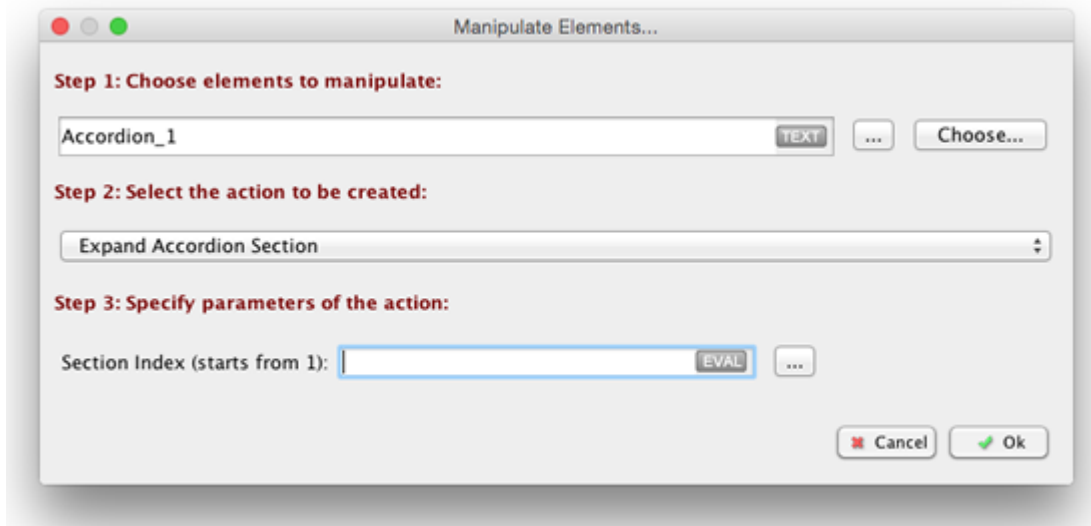 Manipulate Elements...
Step 1: Choose elements to manipulate:
Accordion_1 TEXT ... Choose...
Step 2: Select the action to be created:
Expand Accordion Section
Step 3: Specify parameters of the action:
Section Index (starts from 1): EVAL ...
Cancel Ok